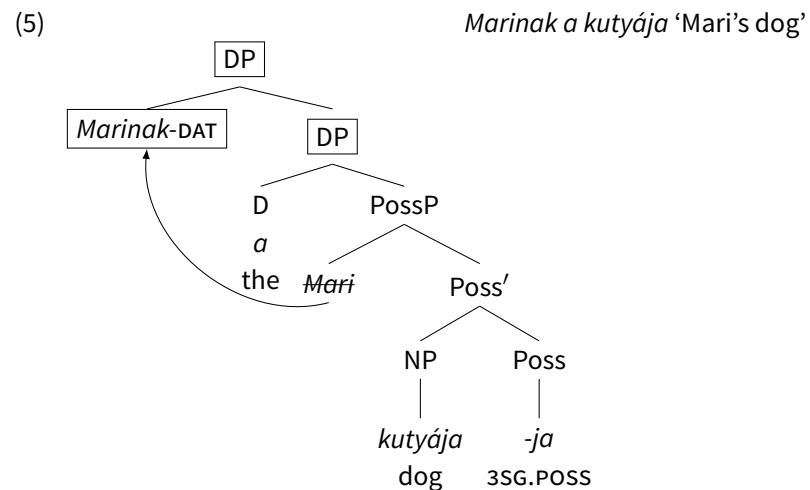 (5) Marinak a kutyája ‘Mari’s dog’
DP
Marinak-DAT DP
D PossP
a
the Mari Poss′
NP Poss
kutyája -ja
dog 3SG.POSS